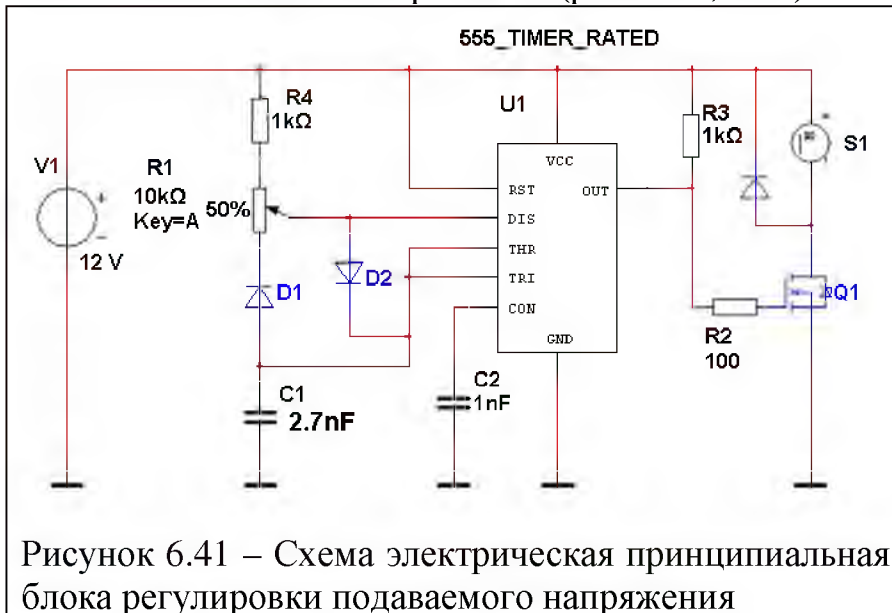 555_TIMER_RATED
R4
1kΩ
U1
R3
1kΩ
V1
R1
10kΩ
Key=A
50%
S1
VCC
RST
OUT
DIS
THR
TRI
CON
GND
12 V
D1
D2
Q1
R2
100
C1
2.7nF
C2
1nF
Рисунок 6.41 – Схема электрическая принципиальная
блока регулировки подаваемого напряжения